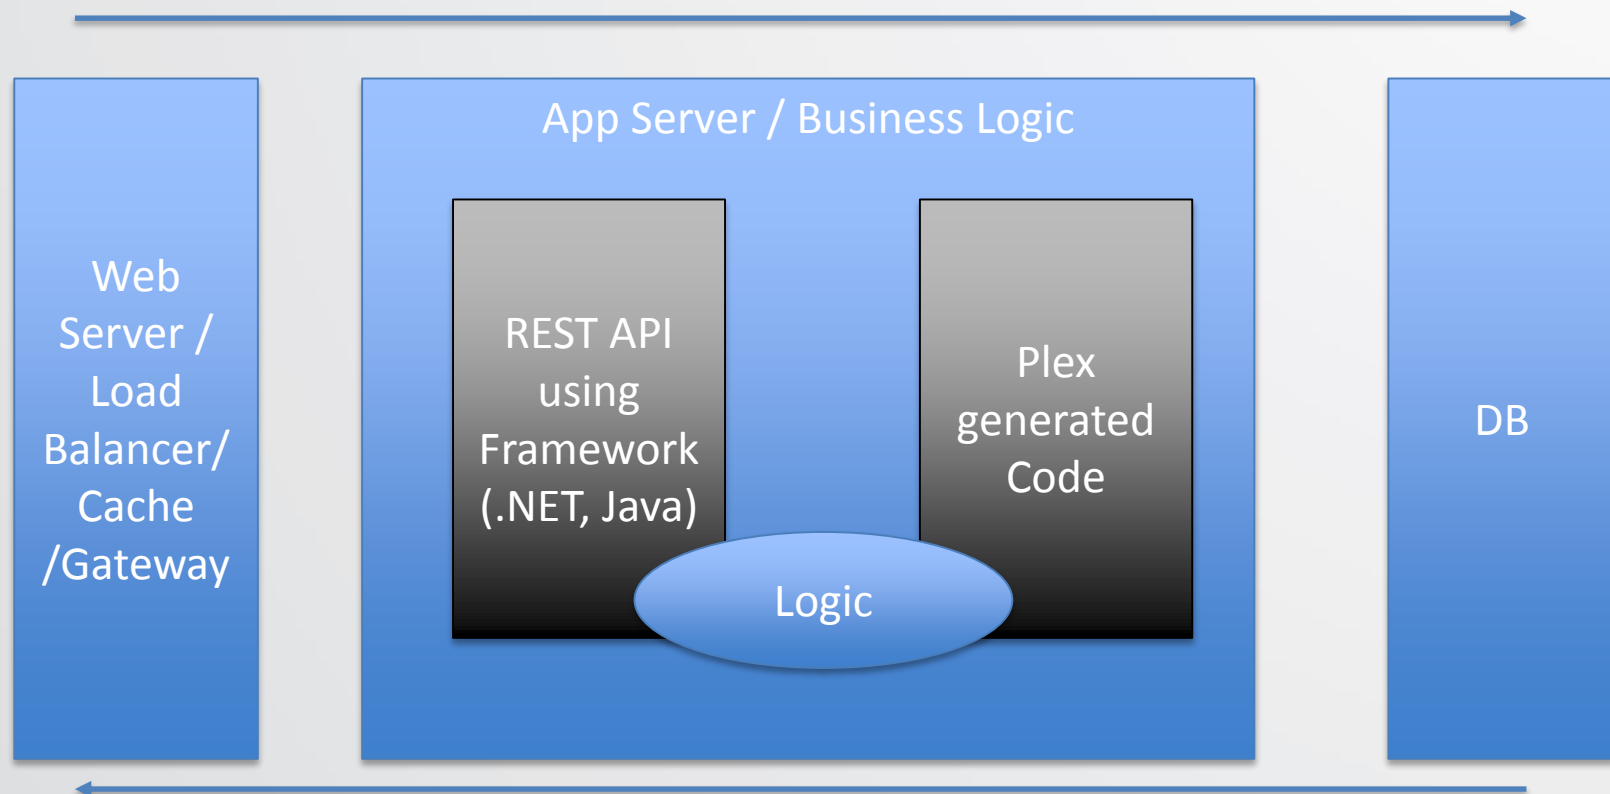 App Server / Business Logic
Web
Server /
Load
Balancer/
Cache
/Gateway
REST API
using
Framework
(.NET, Java)
Plex
generated
Code
Logic
DB